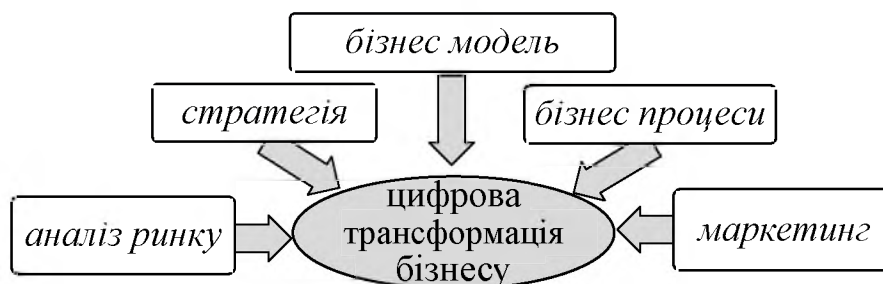 бізнес модель
стратегія
бізнес процеси
аналіз ринку
цифрова
трансформація
бізнесу
маркетинг